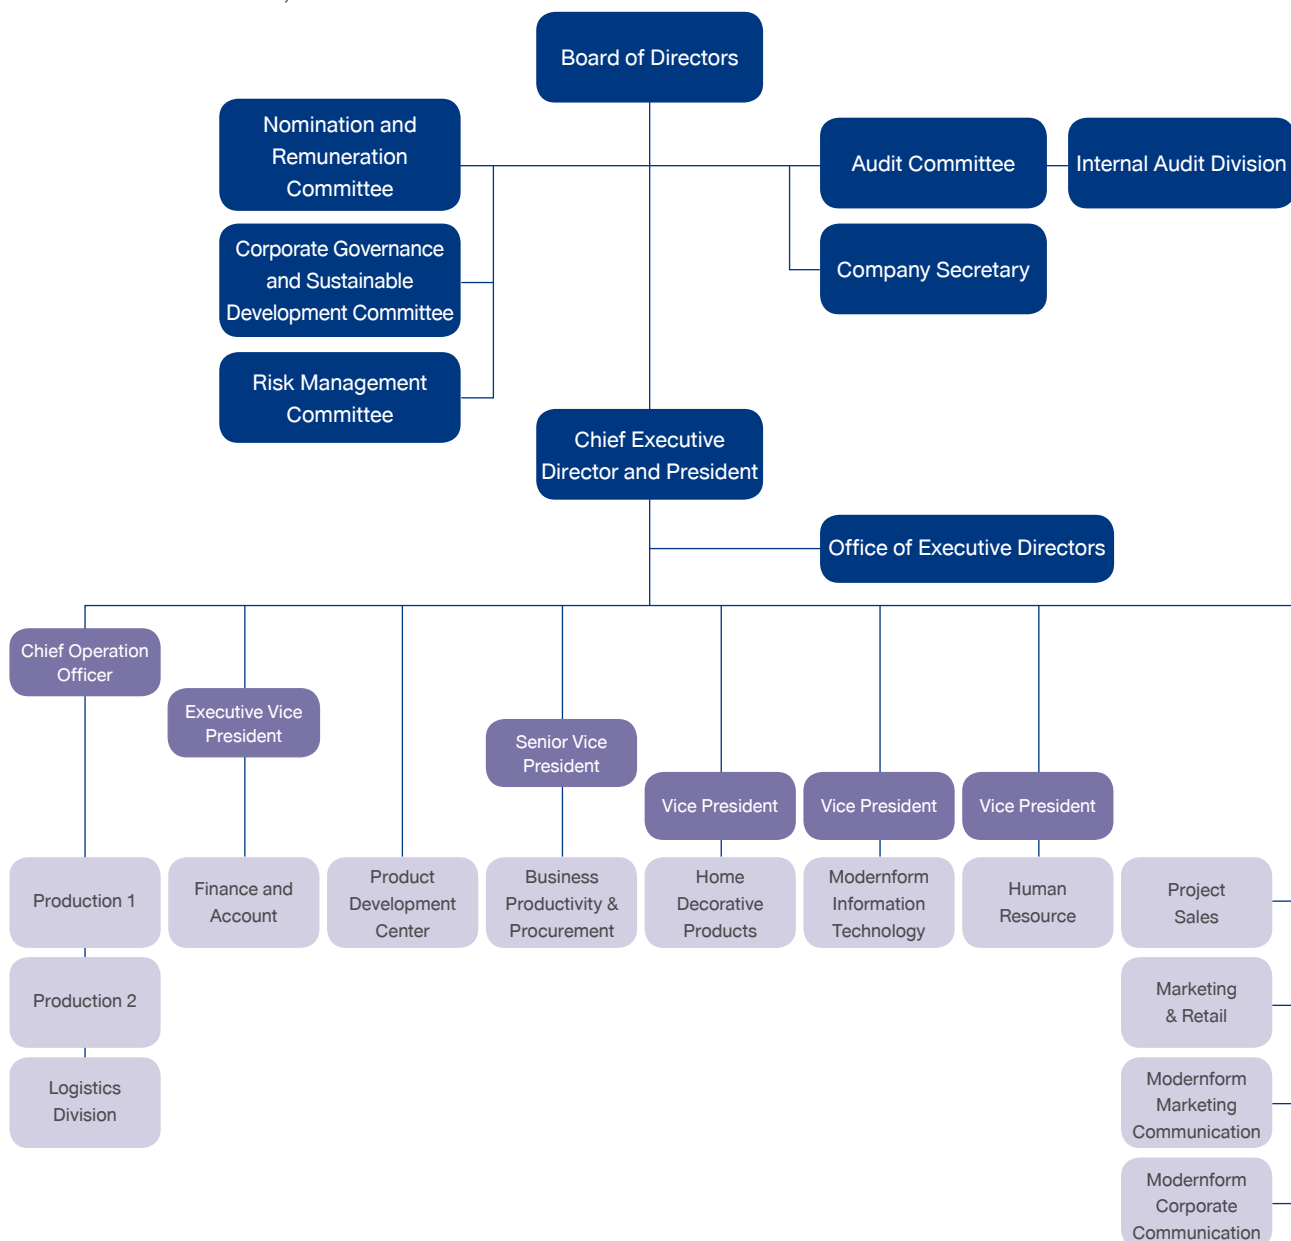 Board of Directors
Nomination and
Remuneration
Committee
Audit Committee
Internal Audit Division
Corporate Governance
and Sustainable
Development Committee
Company Secretary
Risk Management
Committee
Chief Executive
Director and President
Office of Executive Directors
Chief Operation
Officer
Executive Vice
President
Senior Vice
President
Vice President
Vice President
Vice President
Production 1
Finance and
Account
Product
Development
Center
Business
Productivity &
Procurement
Home
Decorative
Products
Modernform
Information
Technology
Human
Resource
Project
Sales
Production 2
Marketing
& Retail
Logistics
Division
Modernform
Marketing
Communication
Modernform
Corporate
Communication